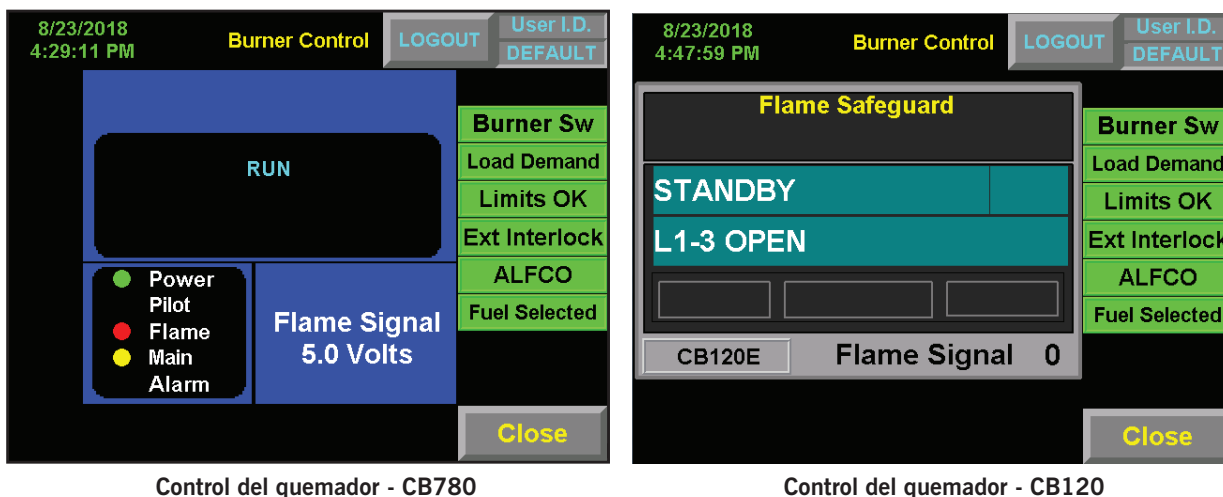 8/23/2018
4:29:11 PM
Burner Control
LOGOUT
User I.D.
DEFAULT
RUN
Burner Sw
Load Demand
Limits OK
Ext Interlock
ALFCO
Fuel Selected
Power
Pilot
Flame
Main
Alarm
Flame Signal
5.0 Volts
Close
Control del quemador - CB780
8/23/2018
4:47:59 PM
Burner Control
LOGOUT
User I.D.
DEFAULT
Flame Safeguard
STANDBY
L1-3 OPEN
CB120E
Flame Signal 0
Burner Sw
Load Demand
Limits OK
Ext Interlock
ALFCO
Fuel Selected
Close
Control del quemador - CB120